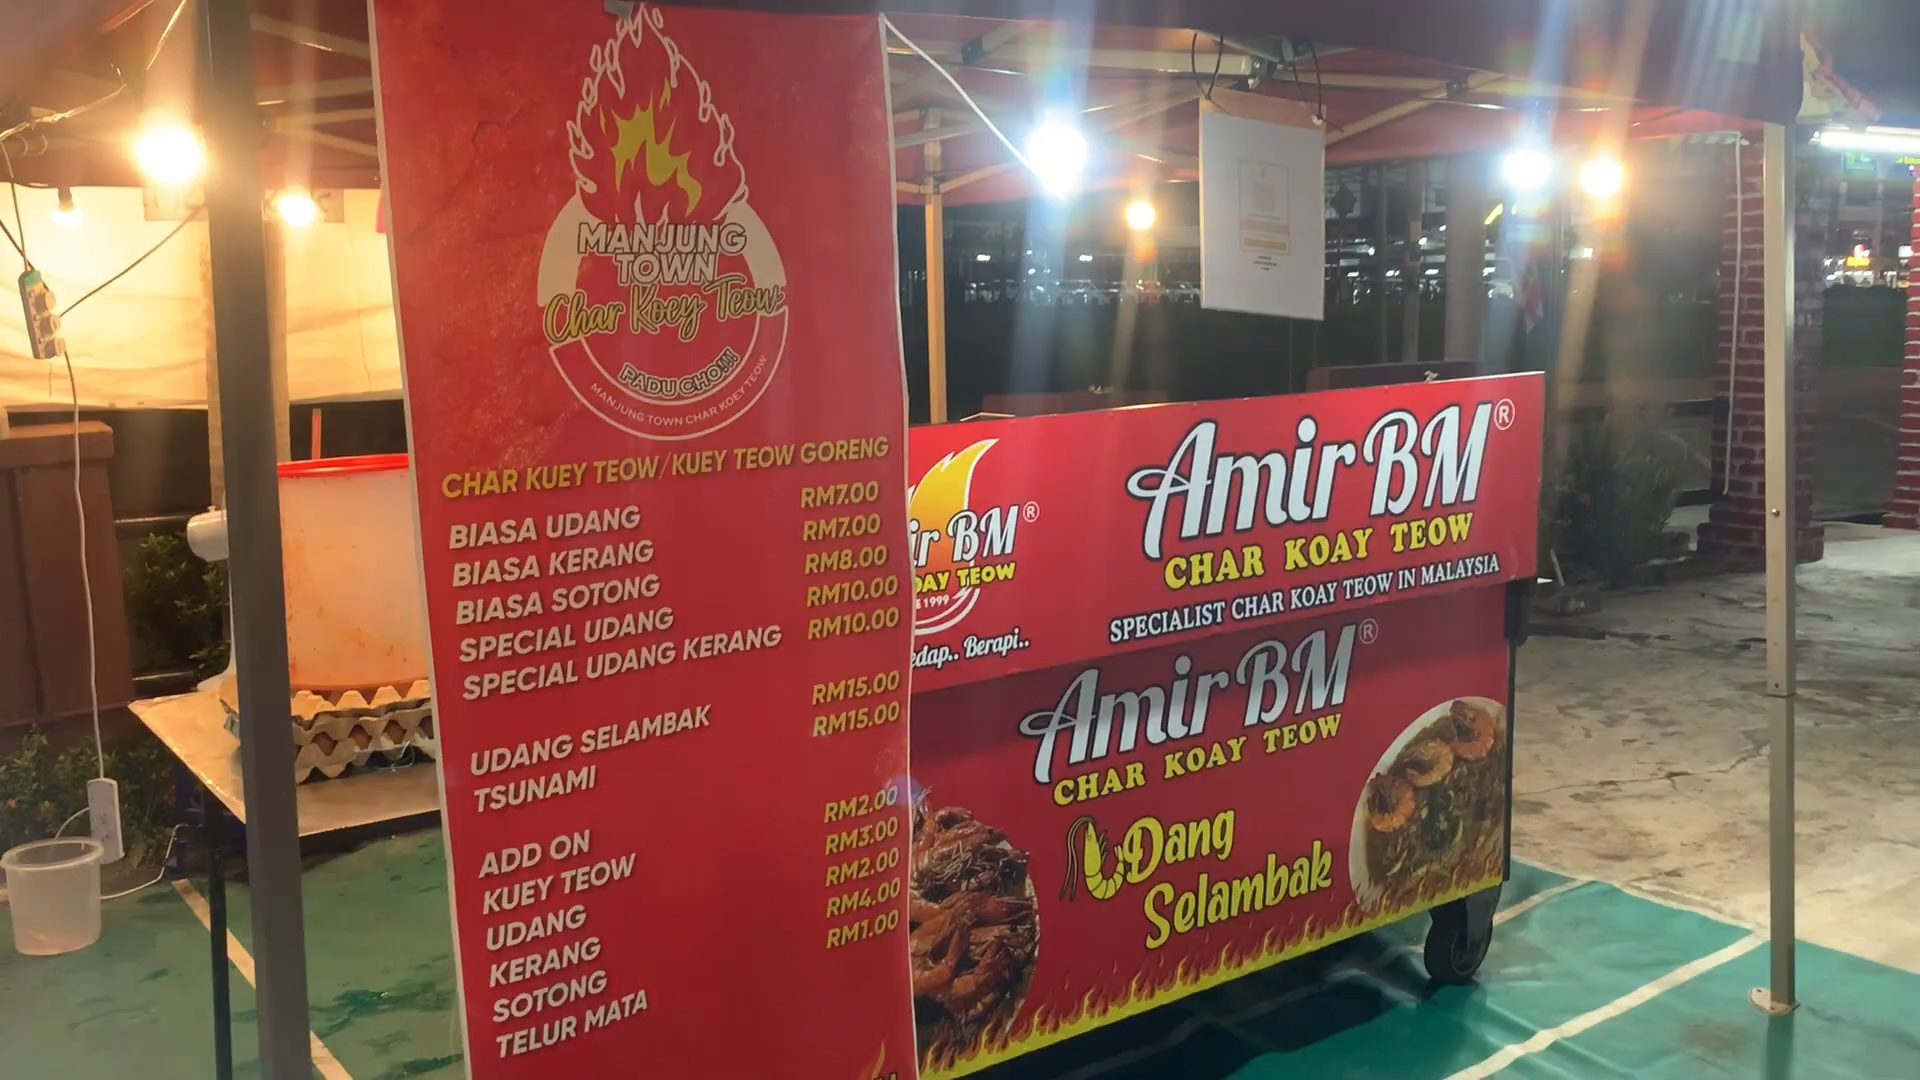 MANJUNG
TOWN
Char Koey Teow
PADU CHO!!!
MANJUNG TOWN CHAR KOEY TEOW
CHAR KUEY TEOW/KUEY TEOW GORENG
BIASA UDANG RM7.00
BIASA KERANG RM7.00
BIASA SOTONG RM8.00
SPECIAL UDANG RM10.00
SPECIAL UDANG KERANG RM10.00
UDANG SELAMBAK RM15.00
TSUNAMI RM15.00
ADD ON
KUEY TEOW RM2.00
UDANG RM3.00
KERANG RM2.00
SOTONG RM4.00
TELUR MATA RM1.00
ir BM®
OAY TEOW
E 1999
edap.. Berapi..
Amir BM®
CHAR KOAY TEOW
SPECIALIST CHAR KOAY TEOW IN MALAYSIA
Amir BM®
CHAR KOAY TEOW
UDang
Selambak